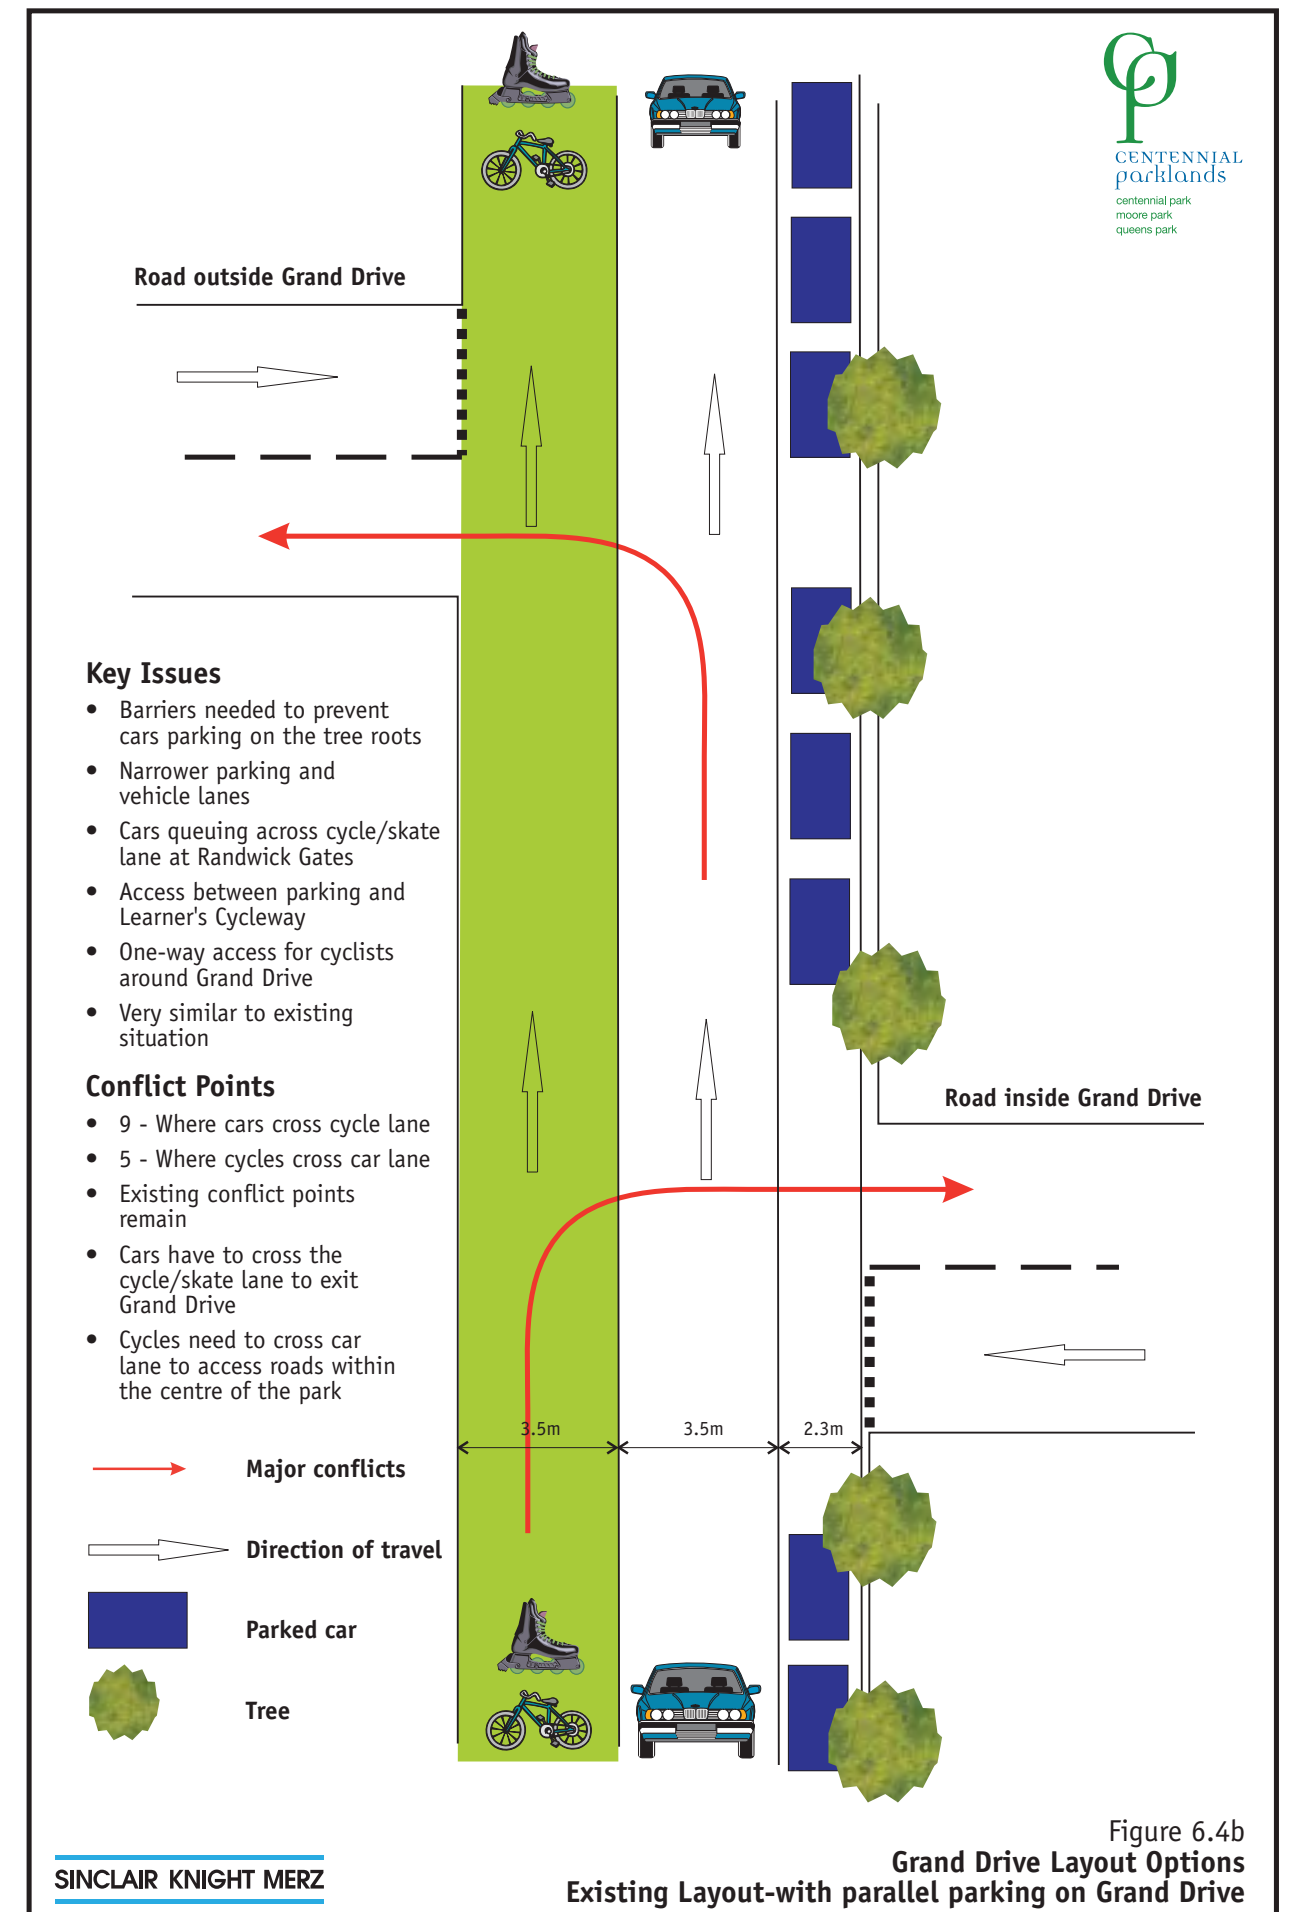 CENTENNIAL
parklands
centennial park
moore park
queens park
Road outside Grand Drive
Key Issues
• Barriers needed to prevent
cars parking on the tree roots
• Narrower parking and
vehicle lanes
• Cars queuing across cycle/skate
lane at Randwick Gates
• Access between parking and
Learner's Cycleway
• One-way access for cyclists
around Grand Drive
• Very similar to existing
situation
Conflict Points
• 9 - Where cars cross cycle lane
• 5 - Where cycles cross car lane
• Existing conflict points
remain
• Cars have to cross the
cycle/skate lane to exit
Grand Drive
• Cycles need to cross car
lane to access roads within
the centre of the park
Road inside Grand Drive
3.5m 3.5m 2.3m
Major conflicts
Direction of travel
Parked car
Tree
SINCLAIR KNIGHT MERZ
Figure 6.4b
Grand Drive Layout Options
Existing Layout-with parallel parking on Grand Drive